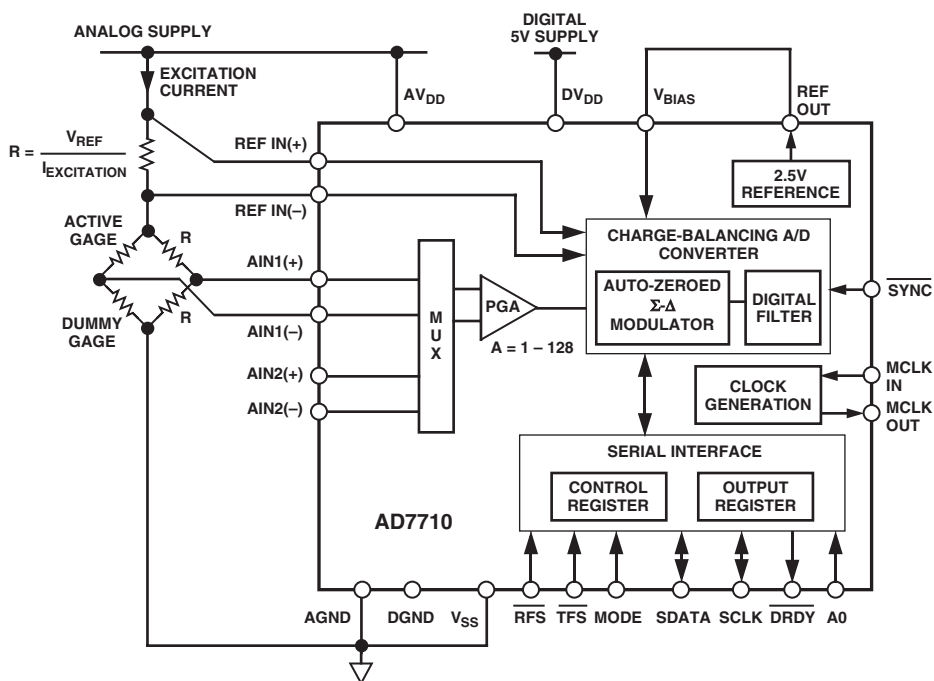 ANALOG SUPPLY
DIGITAL
5V SUPPLY
EXCITATION
CURRENT
AVDD
DVDD
VBIAS
REF
OUT
R = VREF
IEXCITATION
REF IN(+)
2.5V
REFERENCE
REF IN(–)
ACTIVE
GAGE
R
CHARGE-BALANCING A/D
CONVERTER
AIN1(+)
AUTO-ZEROED
Σ-Δ
MODULATOR
DIGITAL
FILTER
SYNC
MUX
PGA
DUMMY
GAGE
R
AIN1(–)
A = 1 – 128
AIN2(+)
CLOCK
GENERATION
MCLK
IN
MCLK
OUT
AIN2(–)
SERIAL INTERFACE
CONTROL
REGISTER
OUTPUT
REGISTER
AD7710
AGND
DGND
VSS
RFS
TFS
MODE
SDATA
SCLK
DRDY
A0